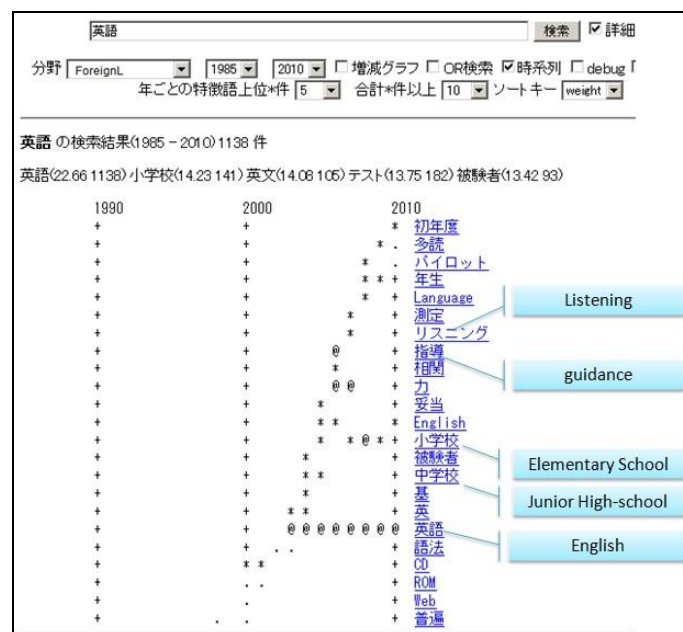 英語 検索 詳細
分野 ForeignL 1985 2010 増減グラフ OR検索 時系列 debug
年ごとの特徴語上位*件 5 合計*件以上 10 ソートキー weight
英語 の検索結果(1985 - 2010) 1138 件
英語(22.66 1138) 小学校(14.23 141) 英文(14.08 105) テスト(13.75 182) 被験者(13.42 93)
1990 2000 2010
+ + * 初年度
+ + * . 多読
+ + * . パイロット
+ + * * + 年生
+ + * + Language
+ + * + 測定
+ + * + リスニング
+ + @ + 指導
+ + * + 相関
+ + @ @ + 力
+ + * + 妥当
+ + * * * English
+ + * * @ * + 小学校
+ + * + 被験者
+ + * * + 中学校
+ + * + 基
+ + * * + 英
+ + @ @ @ @ @ @ @ @ 英語
+ + . . + 語法
+ * * + CD
+ . . + ROM
+ . + Web
+ . . + 普遍
Listening
guidance
Elementary School
Junior High-school
English